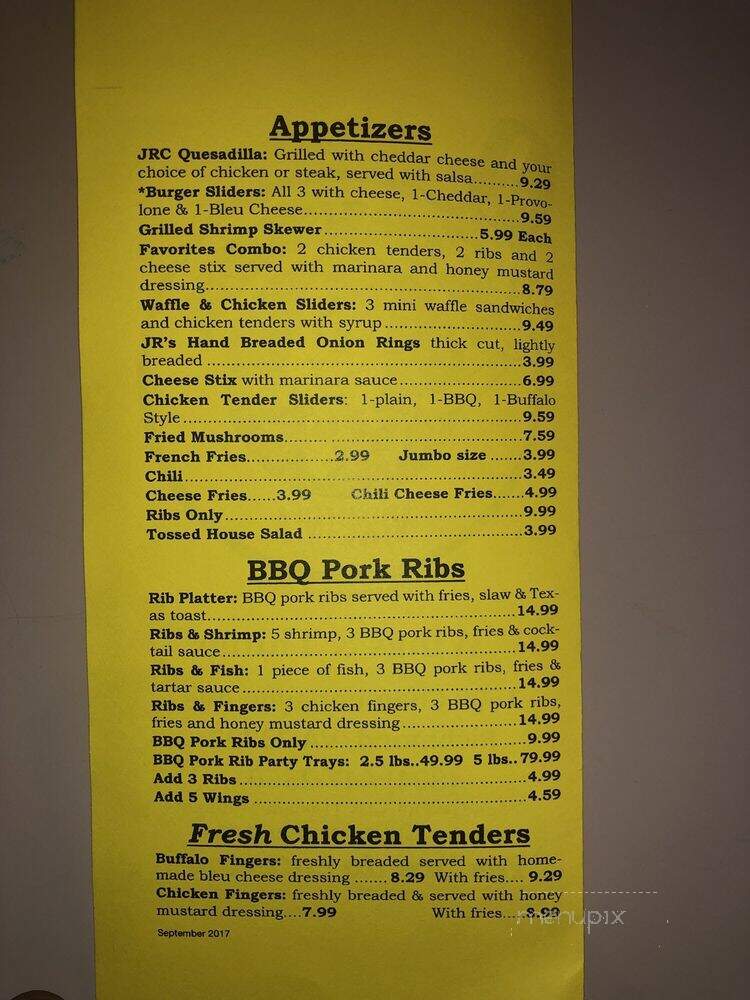 Appetizers
JRC Quesadilla: Grilled with cheddar cheese and your
choice of chicken or steak, served with salsa..........9.29
*Burger Sliders: All 3 with cheese, 1-Cheddar, 1-Provo-
lone & 1-Bleu Cheese..................................................9.59
Grilled Shrimp Skewer...................................5.99 Each
Favorites Combo: 2 chicken tenders, 2 ribs and 2
cheese stix served with marinara and honey mustard
dressing......................................................................8.79
Waffle & Chicken Sliders: 3 mini waffle sandwiches
and chicken tenders with syrup...............................9.49
JR's Hand Breaded Onion Rings thick cut, lightly
breaded ......................................................................3.99
Cheese Stix with marinara sauce...........................6.99
Chicken Tender Sliders: 1-plain, 1-BBQ, 1-Buffalo
Style............................................................................9.59
Fried Mushrooms......... ..........................................7.59
French Fries...................2.99 Jumbo size .......3.99
Chili............................................................................3.49
Cheese Fries......3.99 Chili Cheese Fries.......4.99
Ribs Only...................................................................9.99
Tossed House Salad ................................................3.99
BBQ Pork Ribs
Rib Platter: BBQ pork ribs served with fries, slaw & Tex-
as toast.....................................................................14.99
Ribs & Shrimp: 5 shrimp, 3 BBQ pork ribs, fries & cock-
tail sauce..................................................................14.99
Ribs & Fish: 1 piece of fish, 3 BBQ pork ribs, fries &
tartar sauce..............................................................14.99
Ribs & Fingers: 3 chicken fingers, 3 BBQ pork ribs,
fries and honey mustard dressing..........................14.99
BBQ Pork Ribs Only ................................................9.99
BBQ Pork Rib Party Trays: 2.5 lbs..49.99 5 lbs..79.99
Add 3 Ribs................................................................4.99
Add 5 Wings .............................................................4.59
Fresh Chicken Tenders
Buffalo Fingers: freshly breaded served with home-
made bleu cheese dressing ....... 8.29 With fries.... 9.29
Chicken Fingers: freshly breaded & served with honey
mustard dressing....7.99 With fries.....8.99
menupix
September 2017